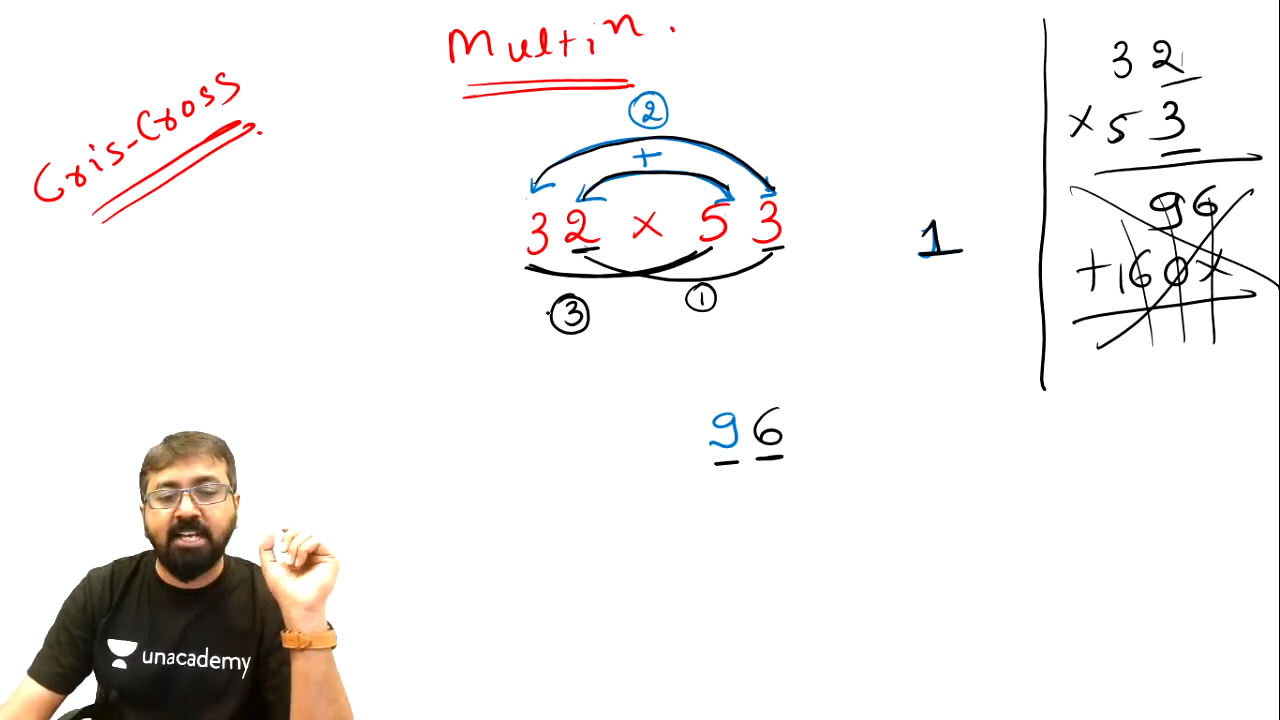 Multiⁿ.
Cris-Cross
②
+
32 × 53
③ ①
1
96
32
×53
96
+160×
unacademy